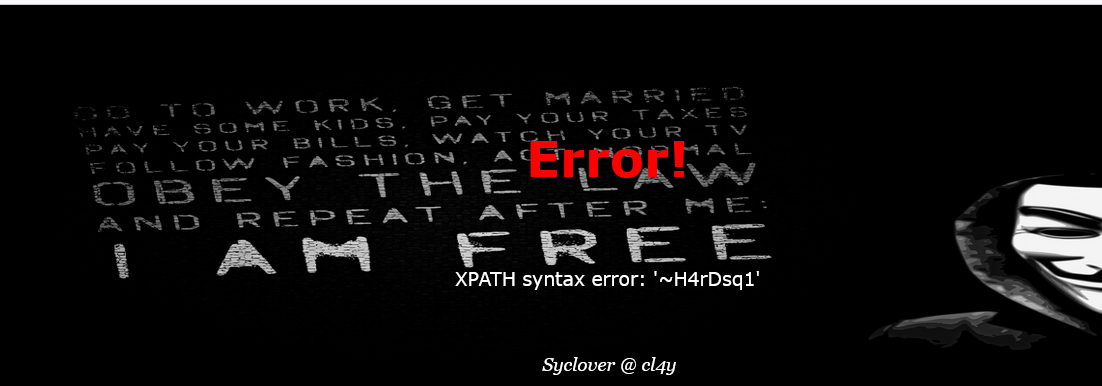 GO TO WORK, GET MARRIED
HAVE SOME KIDS, PAY YOUR TAXES
PAY YOUR BILLS, WATCH YOUR TV
FOLLOW FASHION, ACT NORMAL
Error!
OBEY THE LAW
AND REPEAT AFTER ME:
I AM FREE
XPATH syntax error: '~H4rDsq1'
Syclover @ cl4y